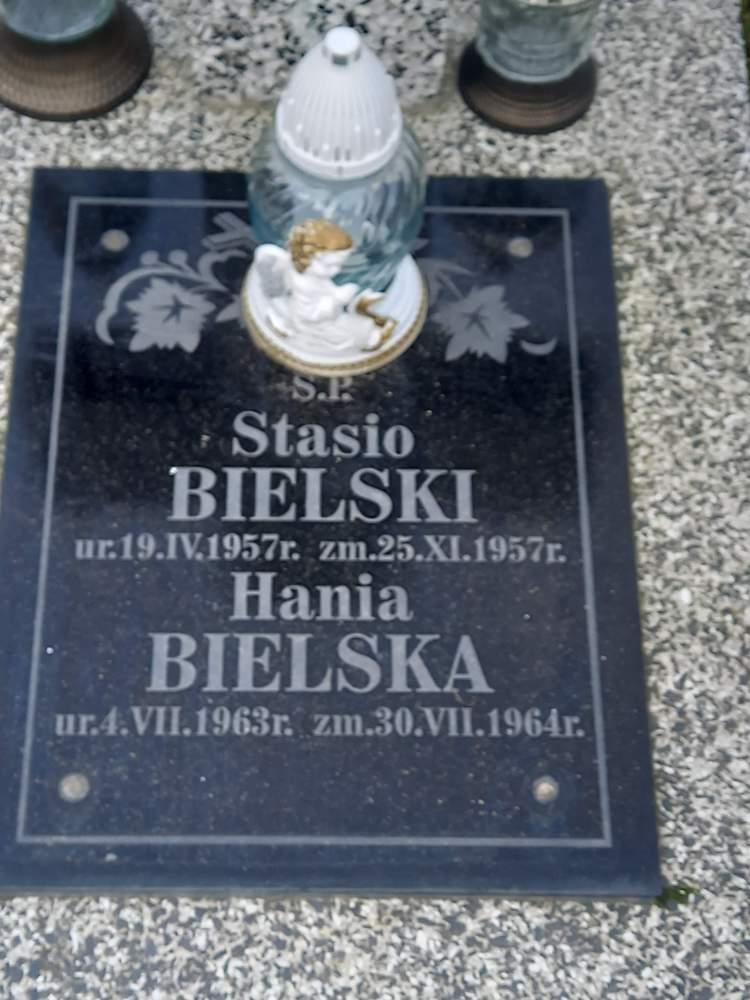 Ś.P.
Stasio
BIELSKI
ur.19.IV.1957r. zm.25.XI.1957r.
Hania
BIELSKA
ur.4.VII.1963r. zm.30.VII.1964r.